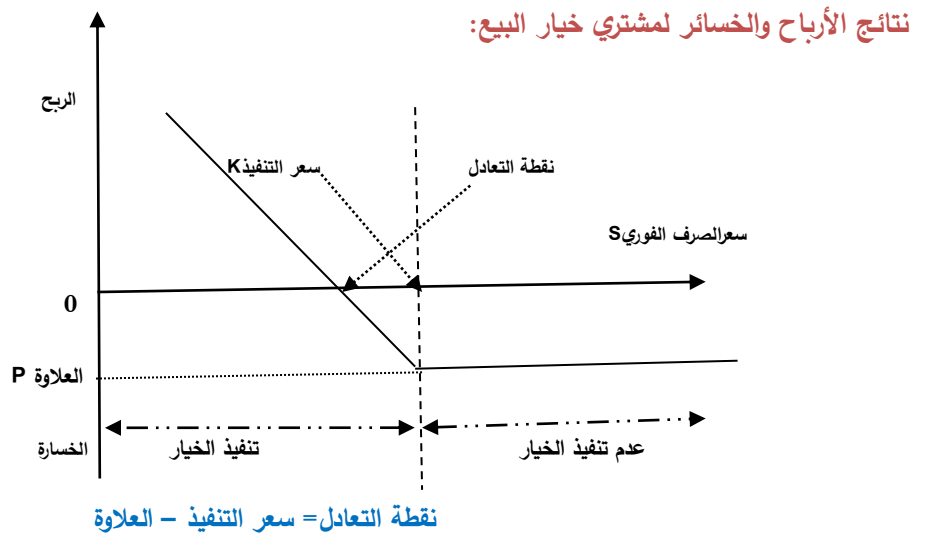 نتائج الأرباح والخسائر لمشتري خيار البيع:
الربح
سعر التنفيذK
نقطة التعادل
سعرالصرف الفوريS
0
العلاوة P
الخسارة
تنفيذ الخيار
عدم تنفيذ الخيار
نقطة التعادل= سعر التنفيذ – العلاوة